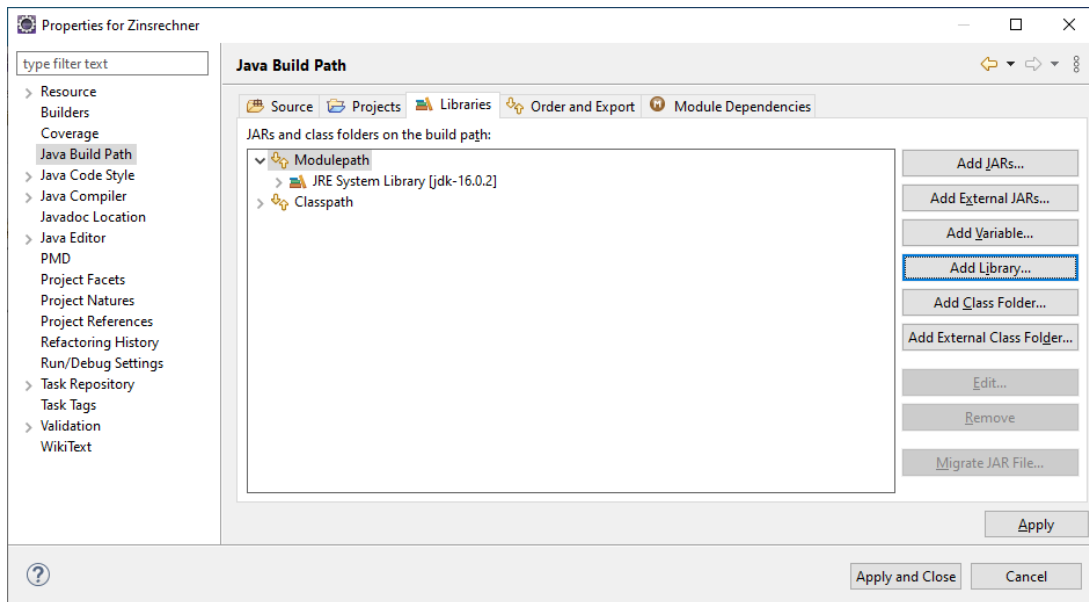 Properties for Zinsrechner
type filter text
Resource
Builders
Coverage
Java Build Path
Java Code Style
Java Compiler
Javadoc Location
Java Editor
PMD
Project Facets
Project Natures
Project References
Refactoring History
Run/Debug Settings
Task Repository
Task Tags
Validation
WikiText
Java Build Path
Source Projects Libraries Order and Export Module Dependencies
JARs and class folders on the build path:
Modulepath
JRE System Library [jdk-16.0.2]
Classpath
Add JARs...
Add External JARs...
Add Variable...
Add Library...
Add Class Folder...
Add External Class Folder...
Edit...
Remove
Migrate JAR File...
Apply
Apply and Close Cancel